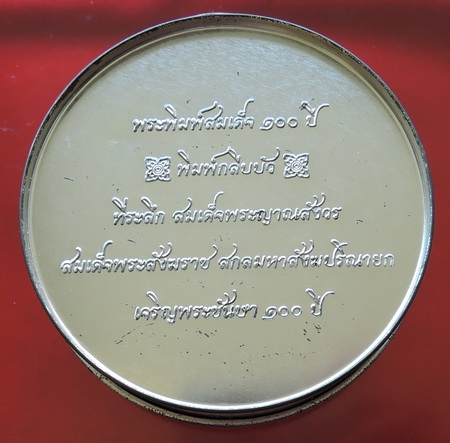 พระพิมพ์สมเด็จ ๑๐๐ ปี
พิมพ์กลีบบัว
ที่ระลึก สมเด็จพระญาณสังวร
สมเด็จพระสังฆราช สกลมหาสังฆปริณายก
เจริญพระชันษา ๑๐๐ ปี